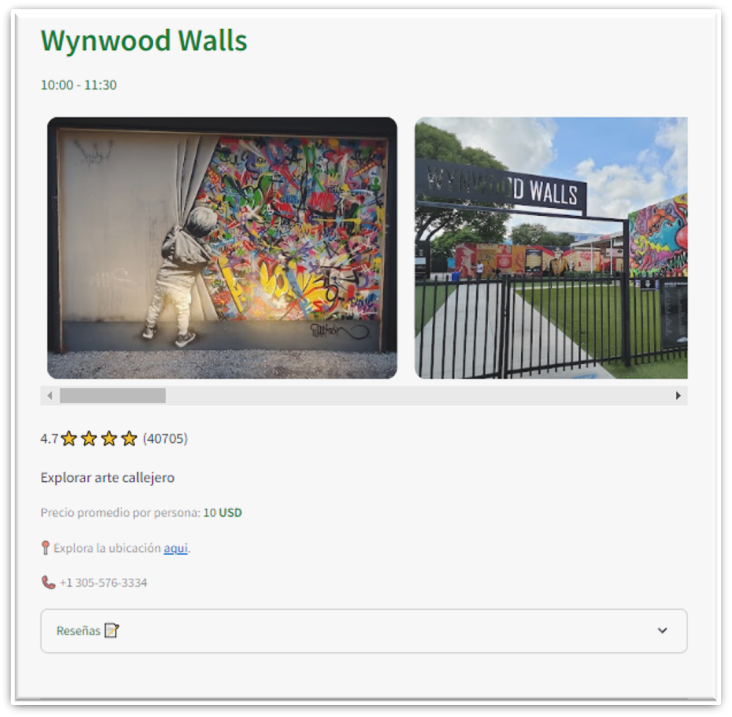 Wynwood Walls
10:00 - 11:30
WYNWOOD WALLS
4.7 (40705)
Explorar arte callejero
Precio promedio por persona: 10 USD
Explora la ubicación aquí.
+1 305-576-3334
Reseñas